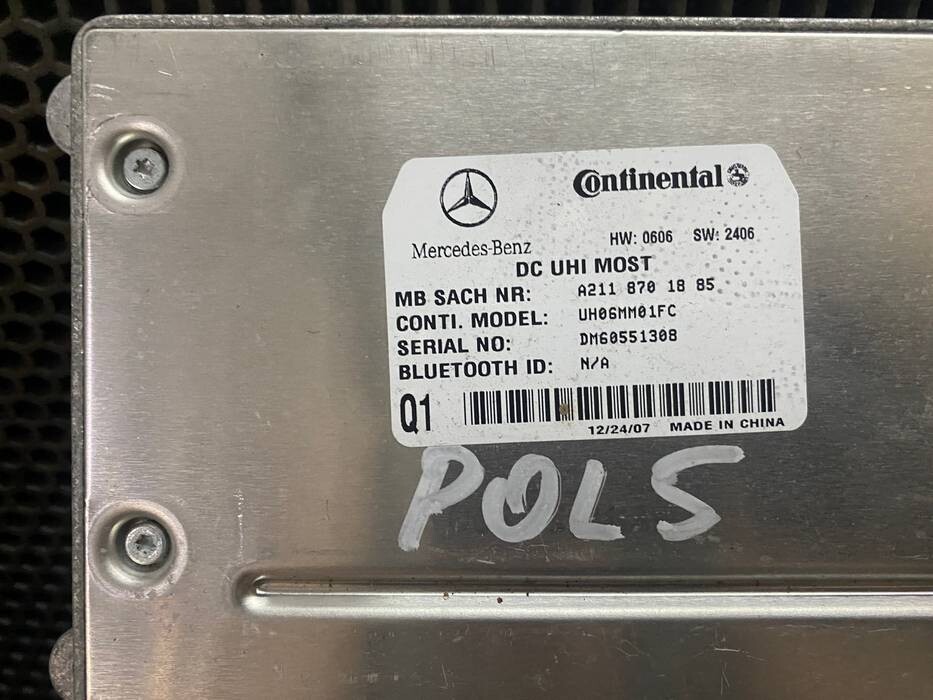 Continental
Mercedes-Benz
HW: 0606 SW: 2406
DC UHI MOST
MB SACH NR: A211 870 18 85
CONTI. MODEL: UH06MM01FC
SERIAL NO: DM60551308
BLUETOOTH ID: N/A
Q1
12/24/07 MADE IN CHINA
POLS